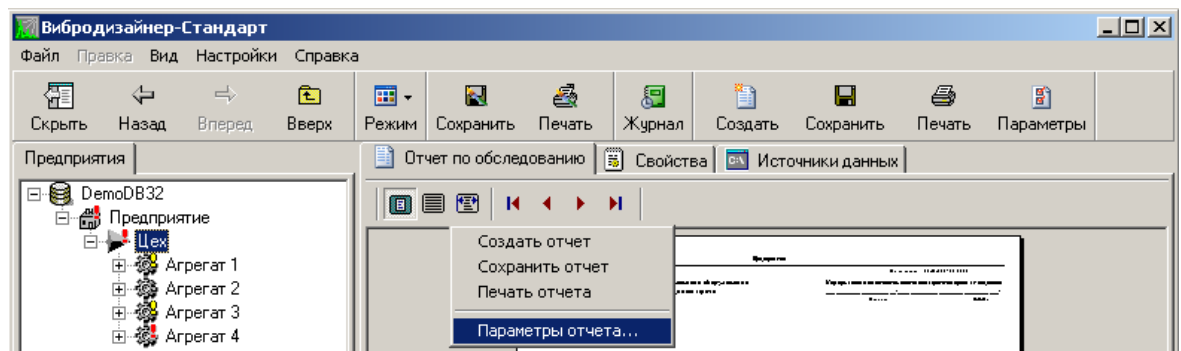 Вибродизайнер-Стандарт
Файл Правка Вид Настройки Справка
Скрыть Назад Вперед Вверх Режим Сохранить Печать Журнал Создать Сохранить Печать Параметры
Предприятия Отчет по обследованию Свойства Источники данных
DemoDB32
Предприятие
Цех
Агрегат 1
Агрегат 2
Агрегат 3
Агрегат 4
Создать отчет
Сохранить отчет
Печать отчета
Параметры отчета...